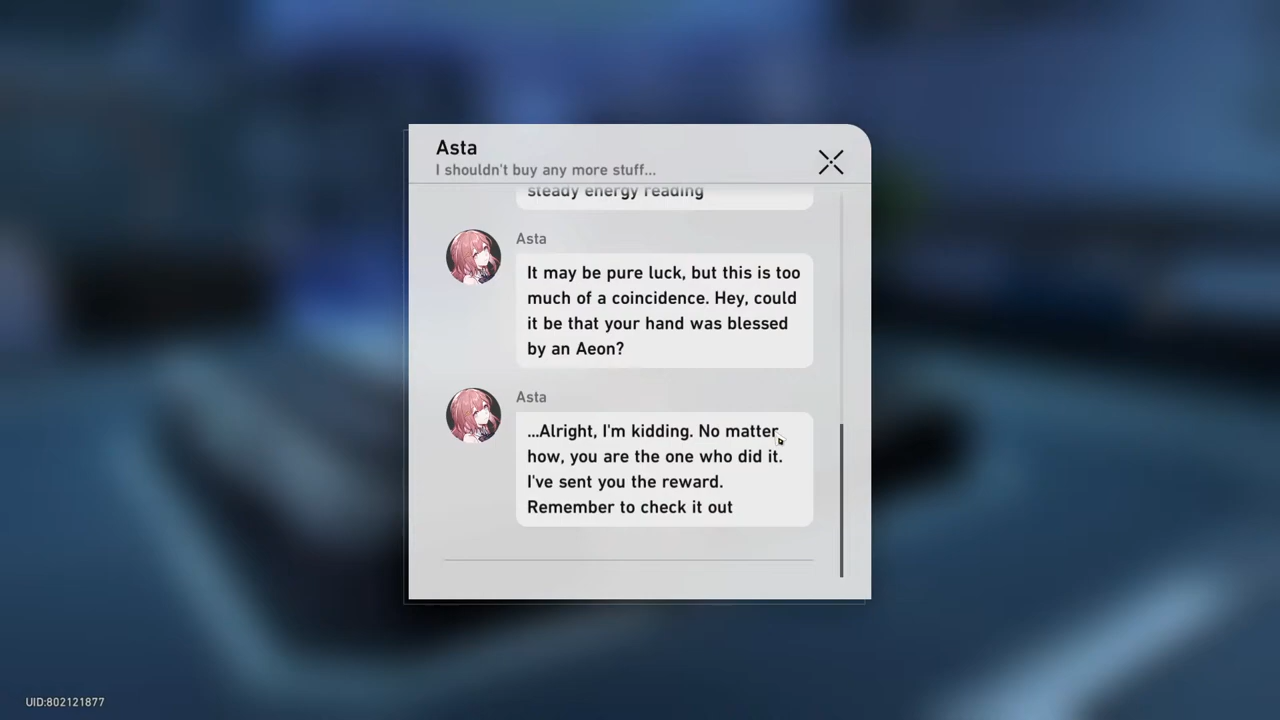 Asta
I shouldn't buy any more stuff...
steady energy reading
Asta
It may be pure luck, but this is too
much of a coincidence. Hey, could
it be that your hand was blessed
by an Aeon?
Asta
...Alright, I'm kidding. No matter
how, you are the one who did it.
I've sent you the reward.
Remember to check it out
UID:802121877